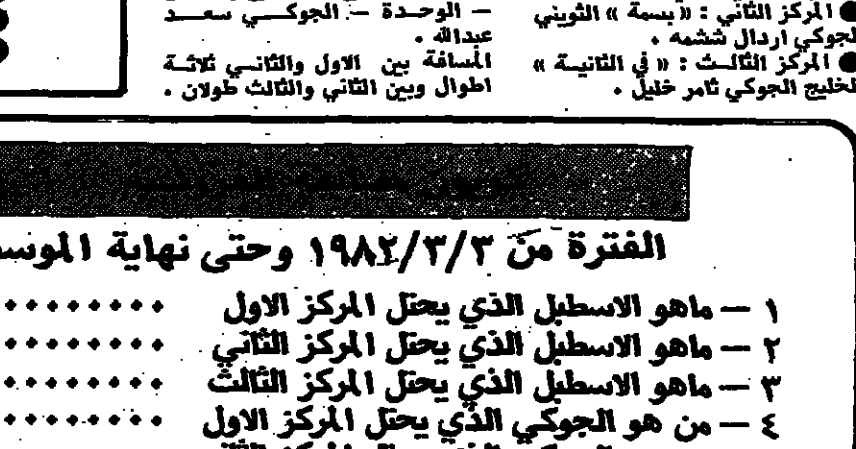 ● المركز الثاني : « بسمة » الثويني
لجوكي اردال ششمه .
● المركز الثالث : « في الثانية »
لخليج الجوكي ثامر خليل .
— الوحدة — الجوكي سعد
عبدالله .
المسافة بين الاول والثاني ثلاثة
اطوال وبين الثاني والثالث طولان .
الفترة من ١٩٨٢/٣/٣ وحتى نهاية الموس
١ — ماهو الاسطبل الذي يحتل المركز الاول ........
٢ — ماهو الاسطبل الذي يحتل المركز الثاني ........
٣ — ماهو الاسطبل الذي يحتل المركز الثالث ........
٤ — من هو الجوكي الذي يحتل المركز الاول ........